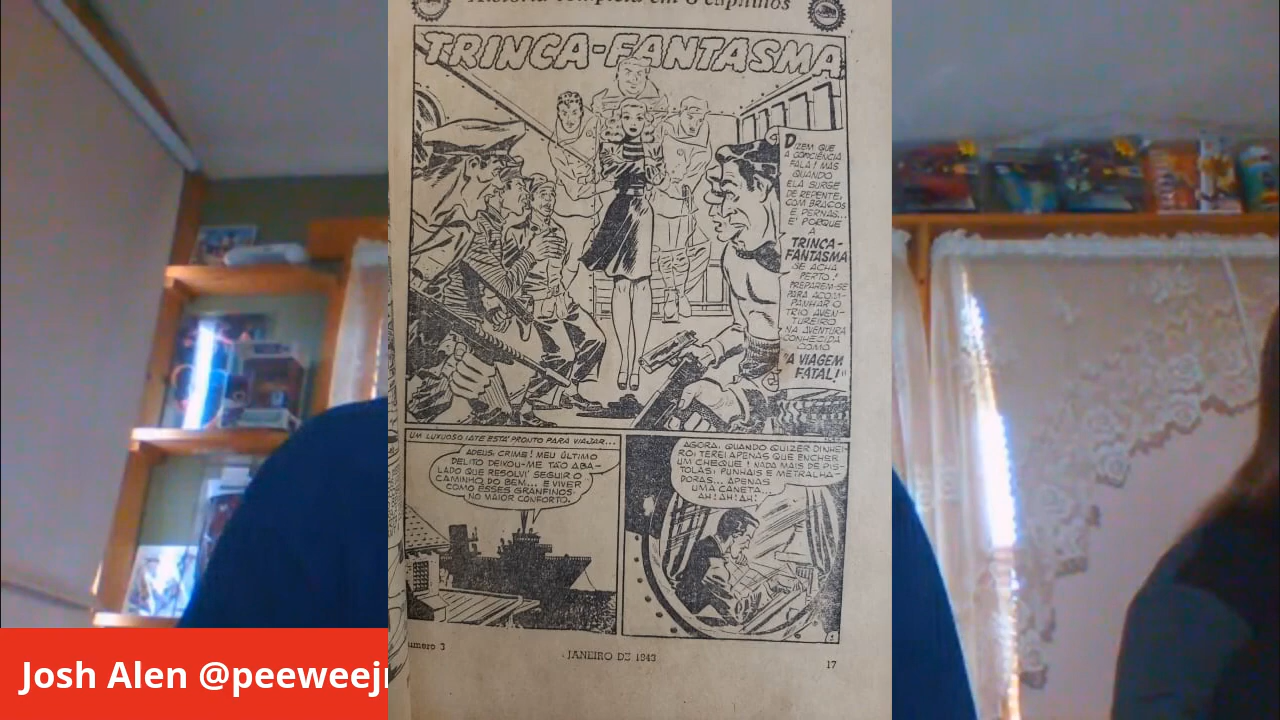 História completa em 6 capítulos
TRINCA-FANTASMA
DIZEM QUE
A CONCIÊNCIA
FALA! MAS
QUANDO
ELA SURGE
DE REPENTE,
COM BRAÇOS
E PERNAS...
E' PORQUE
A
TRINCA-
FANTASMA
SE ACHA
PERTO!
PREPAREM-SE
PARA ACOM-
PANHAR O
TRIO AVEN-
TUREIRO
NA AVENTURA
CONHECIDA
COMO
"A VIAGEM
FATAL!"
UM LUXUOSO IATE ESTÁ PRONTO PARA VIAJAR...
ADEUS, CRIME! MEU ÚLTIMO
DELITO DEIXOU-ME TÃO ABA-
LADO QUE RESOLVI SEGUIR O
CAMINHO DO BEM... E VIVER
COMO ÊSSES GRANFINOS
NO MAIOR CONFORTO.
AGORA, QUANDO QUIZER DINHEI-
RO, TEREI APENAS QUE ENCHER
UM CHEQUE! NADA MAIS DE PIS-
TOLAS, PUNHAIS E METRALHA-
DORAS... APENAS
UMA CANETA...
AH! AH! AH!
número 3
JANEIRO DE 1949
17
Josh Alen @peeweej